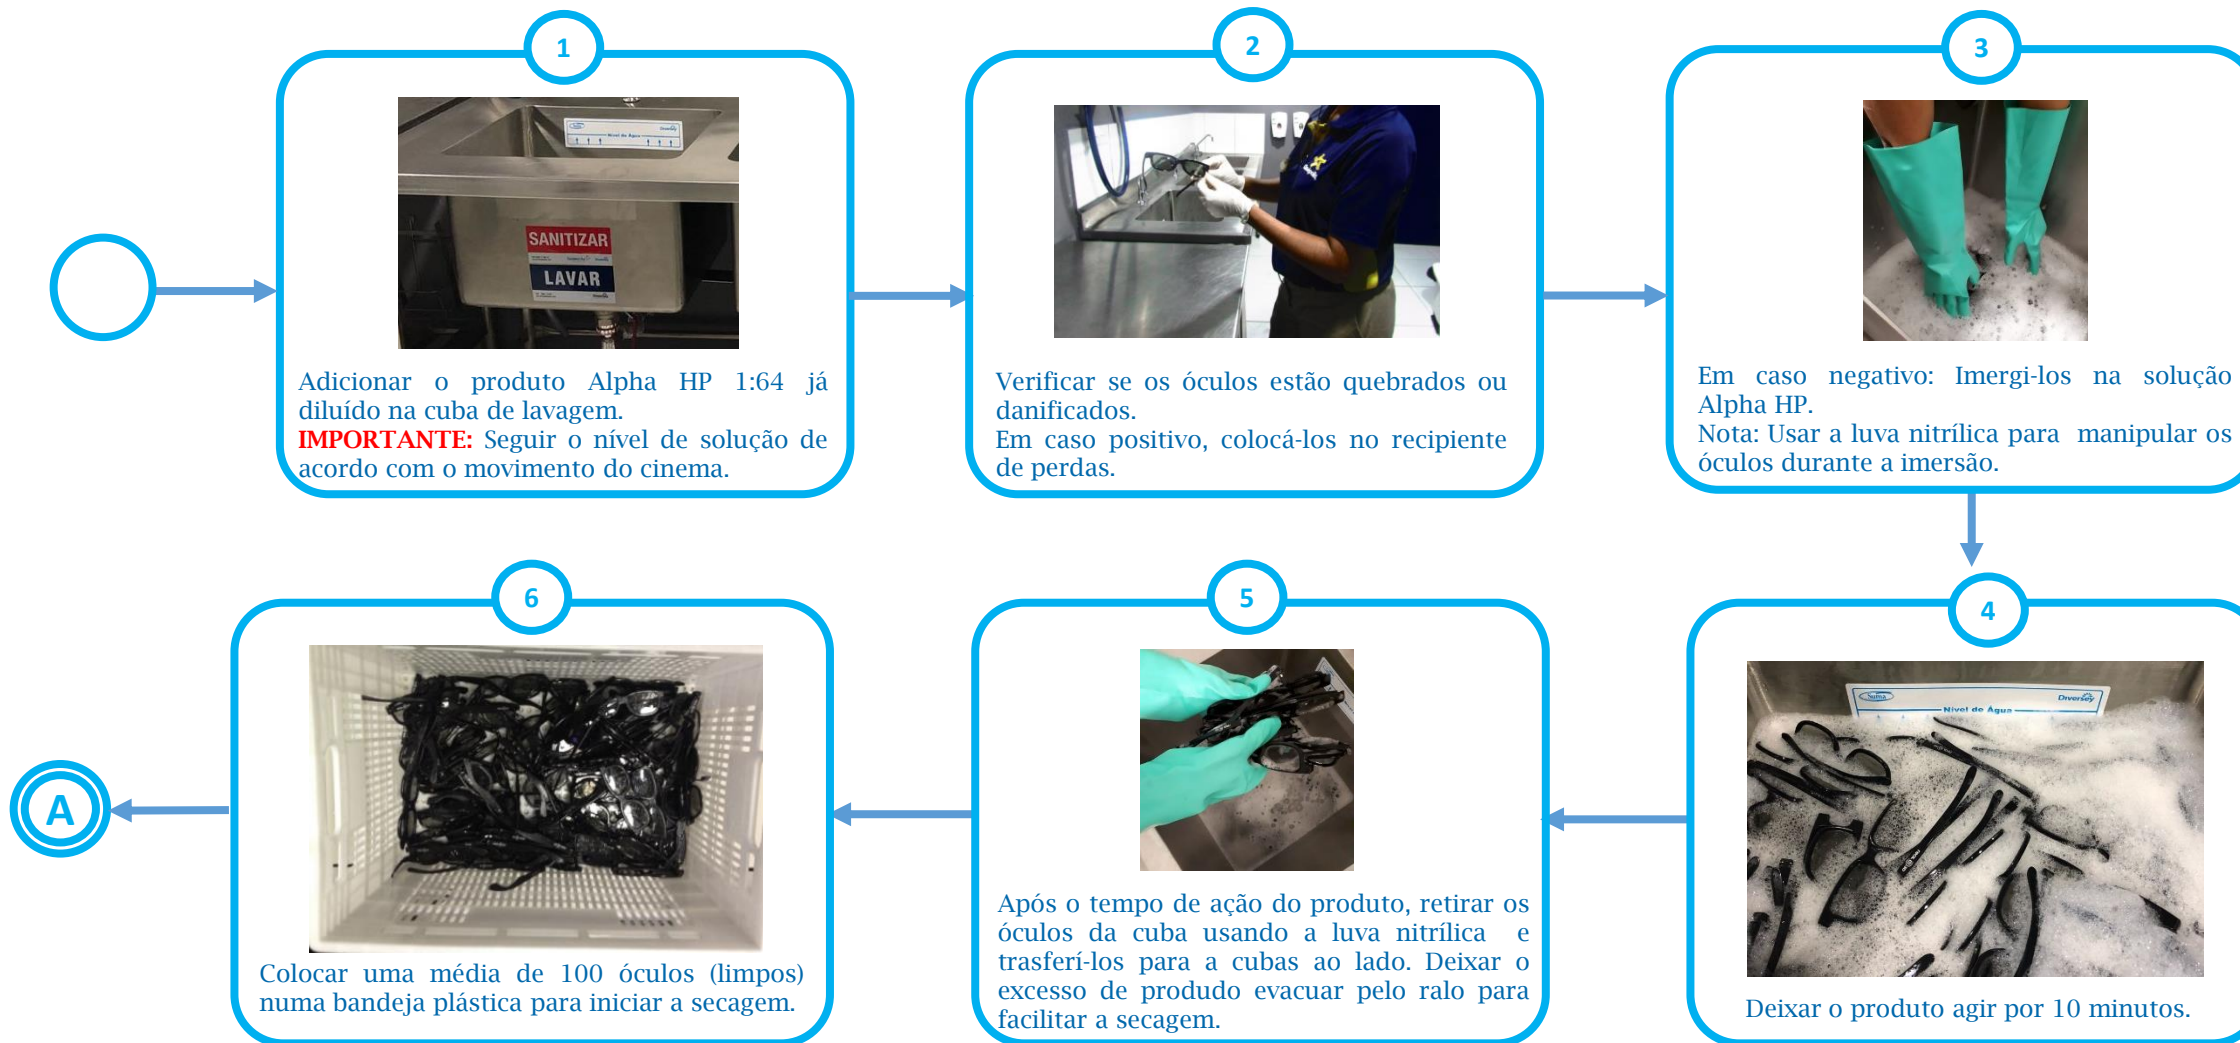 1
SANITIZAR
LAVAR
Nível de Água
Diversey
Adicionar o produto Alpha HP 1:64 já
diluído na cuba de lavagem.
IMPORTANTE: Seguir o nível de solução de
acordo com o movimento do cinema.
2
Verificar se os óculos estão quebrados ou
danificados.
Em caso positivo, colocá-los no recipiente
de perdas.
3
Em caso negativo: Imergi-los na solução
Alpha HP.
Nota: Usar a luva nitrílica para manipular os
óculos durante a imersão.
4
Suma
Diversey
Nível de Água
Deixar o produto agir por 10 minutos.
5
Após o tempo de ação do produto, retirar os
óculos da cuba usando a luva nitrílica e
trasferí-los para a cubas ao lado. Deixar o
excesso de produdo evacuar pelo ralo para
facilitar a secagem.
6
Colocar uma média de 100 óculos (limpos)
numa bandeja plástica para iniciar a secagem.
A